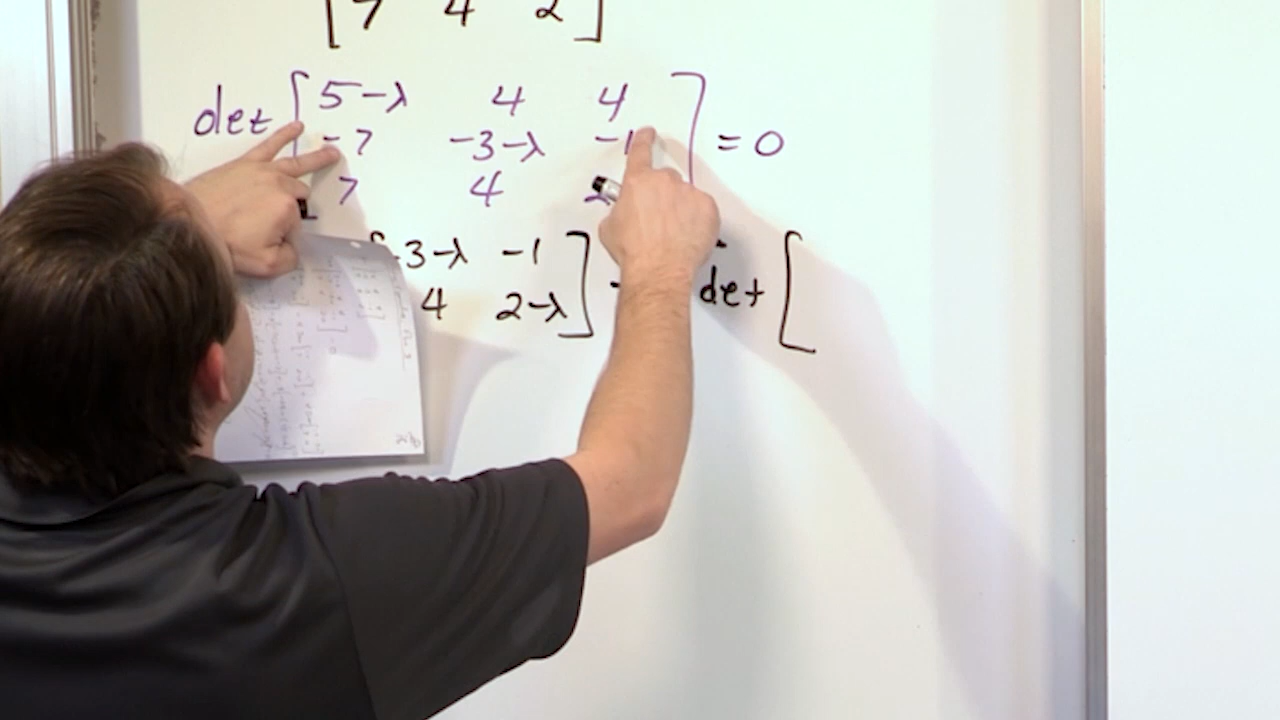 7 4 2
det [ 5-λ 4 4 ]
-7 -3-λ -1 = 0
7 4
-3-λ -1
4 2-λ ] det [